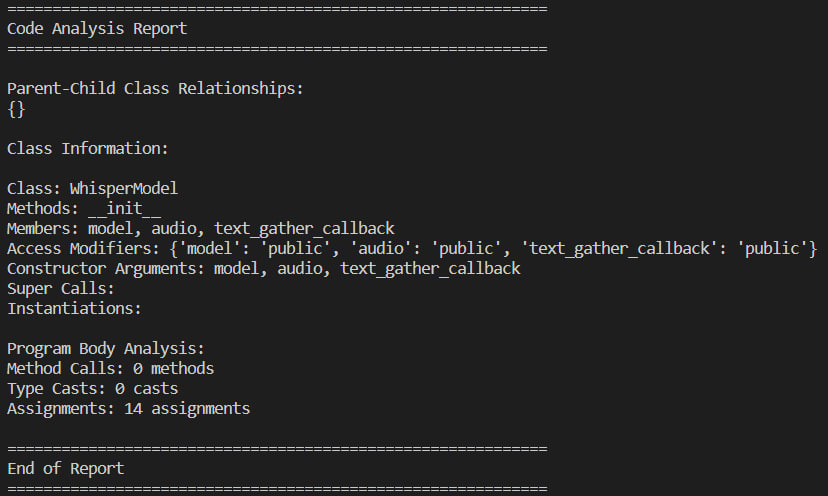 ============================================================
Code Analysis Report
============================================================
Parent-Child Class Relationships:
{}
Class Information:
Class: WhisperModel
Methods: __init__
Members: model, audio, text_gather_callback
Access Modifiers: {'model': 'public', 'audio': 'public', 'text_gather_callback': 'public'}
Constructor Arguments: model, audio, text_gather_callback
Super Calls:
Instantiations:
Program Body Analysis:
Method Calls: 0 methods
Type Casts: 0 casts
Assignments: 14 assignments
============================================================
End of Report
============================================================